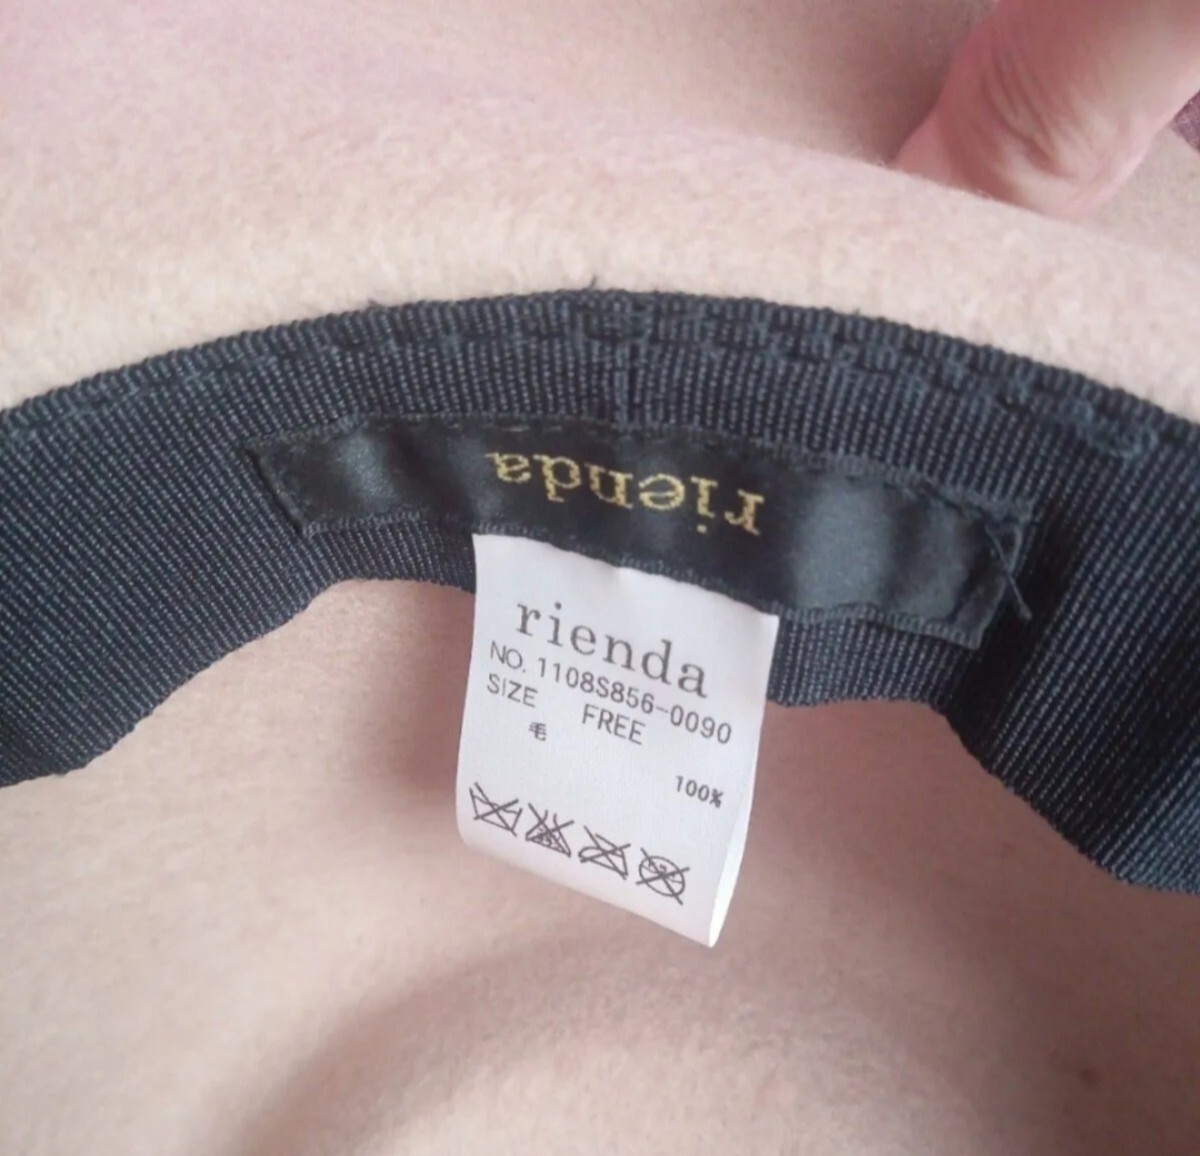 rienda
rienda
NO. 1108S856-0090
SIZE FREE
毛 100%